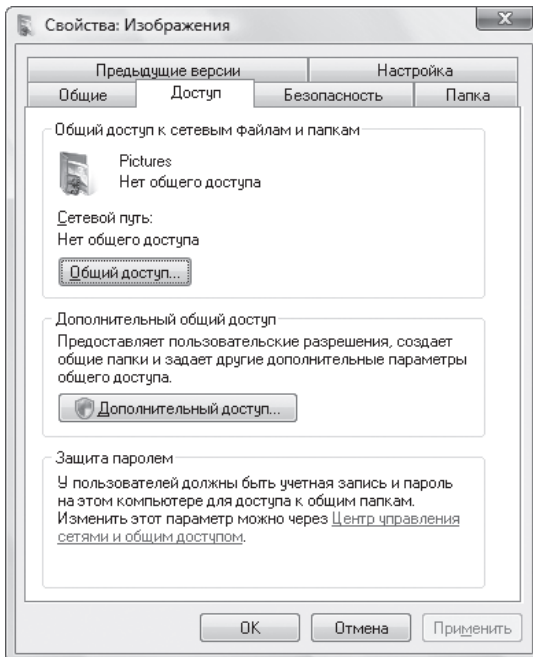 Свойства: Изображения
X
Предыдущие версии
Настройка
Общие
Доступ
Безопасность
Папка
Общий доступ к сетевым файлам и папкам
Pictures
Нет общего доступа
Сетевой путь:
Нет общего доступа
Общий доступ...
Дополнительный общий доступ
Предоставляет пользовательские разрешения, создает
общие папки и задает другие дополнительные параметры
общего доступа.
Дополнительный доступ...
Защита паролем
У пользователей должны быть учетная запись и пароль
на этом компьютере для доступа к общим папкам.
Изменить этот параметр можно через Центр управления
сетями и общим доступом.
OK
Отмена
Применить